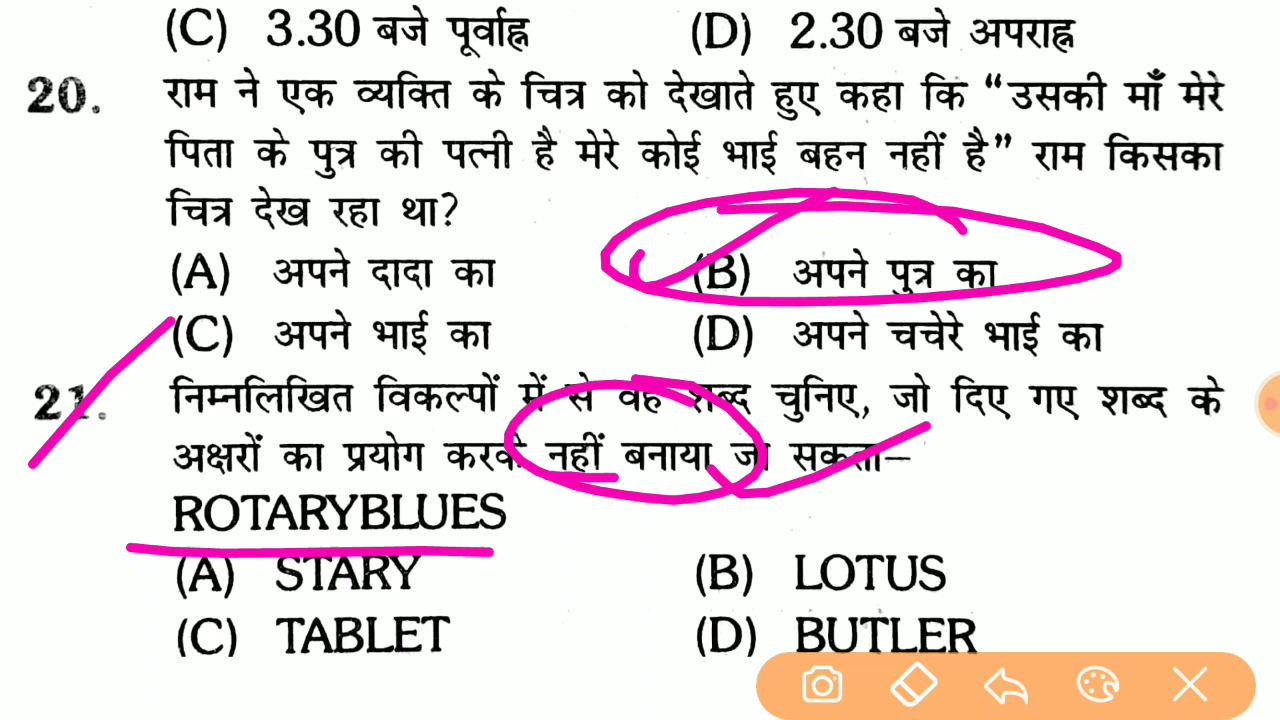 (C) 3.30 बजे पूर्वाह्न (D) 2.30 बजे अपराह्न
20. राम ने एक व्यक्ति के चित्र को देखाते हुए कहा कि “उसकी माँ मेरे
पिता के पुत्र की पत्नी है मेरे कोई भाई बहन नहीं है” राम किसका
चित्र देख रहा था?
(A) अपने दादा का (B) अपने पुत्र का
(C) अपने भाई का (D) अपने चचेरे भाई का
21. निम्नलिखित विकल्पों में से वह शब्द चुनिए, जो दिए गए शब्द के
अक्षरों का प्रयोग करके नहीं बनाया जा सकता–
ROTARYBLUES
(A) STARY (B) LOTUS
(C) TABLET (D) BUTLER